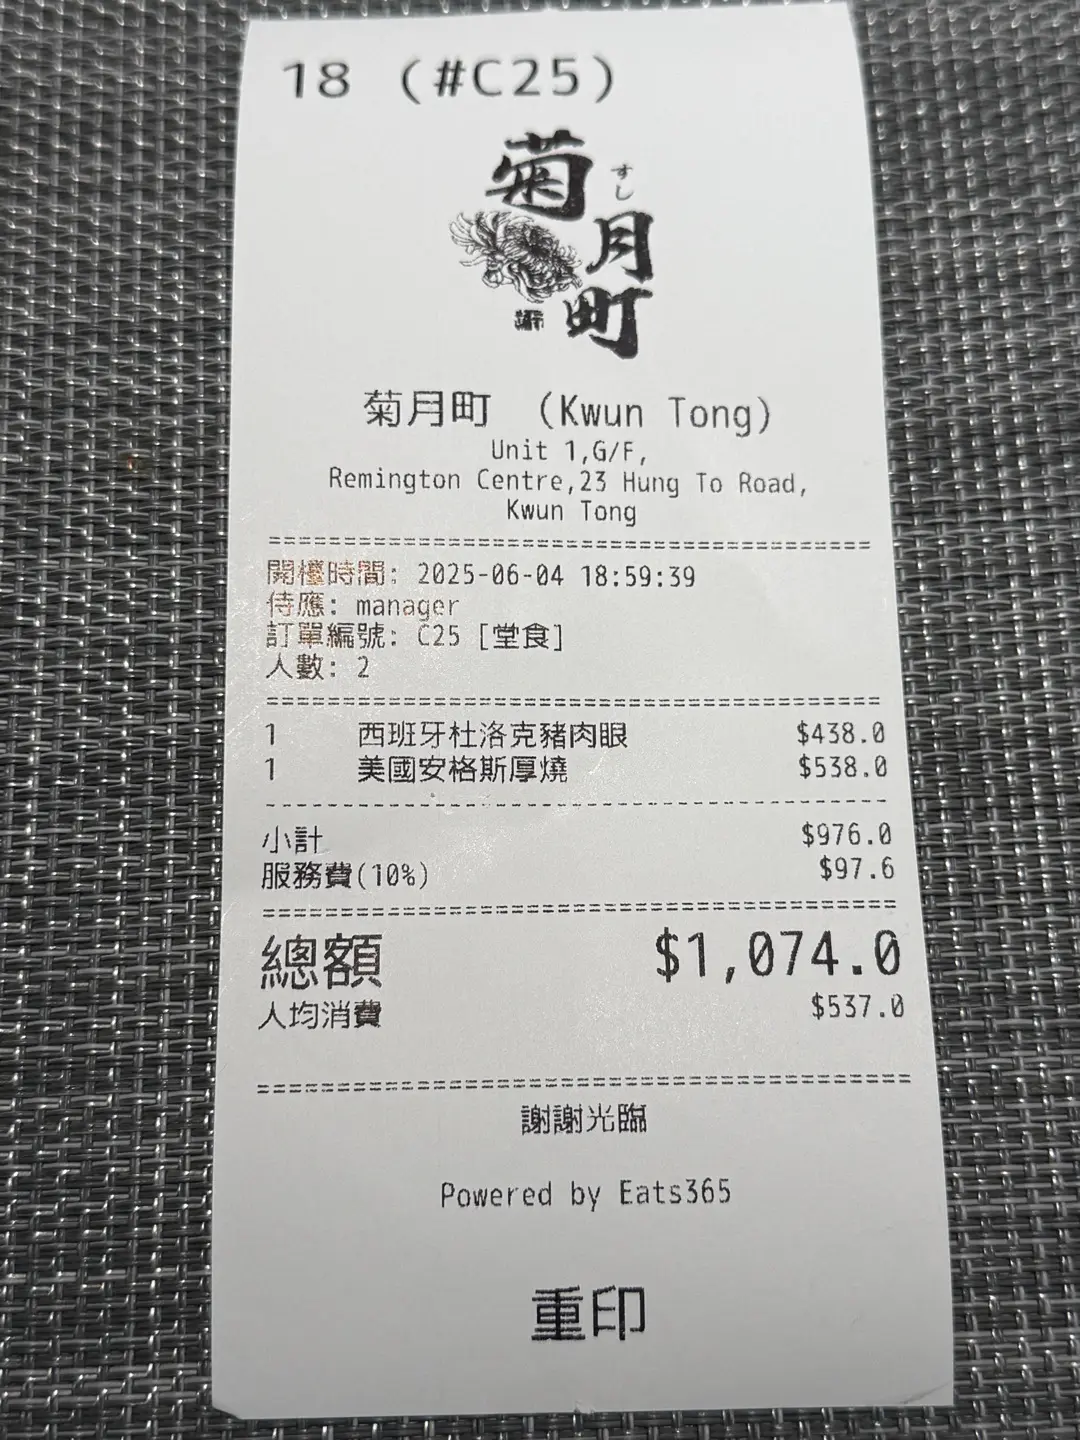 18 (#C25)
菊月町
すし
菊月町 (Kwun Tong)
Unit 1,G/F,
Remington Centre,23 Hung To Road,
Kwun Tong
開檯時間: 2025-06-04 18:59:39
侍應: manager
訂單編號: C25 [堂食]
人數: 2
1 西班牙杜洛克豬肉眼 $438.0
1 美國安格斯厚燒 $538.0
小計 $976.0
服務費(10%) $97.6
總額 $1,074.0
人均消費 $537.0
謝謝光臨
Powered by Eats365
重印